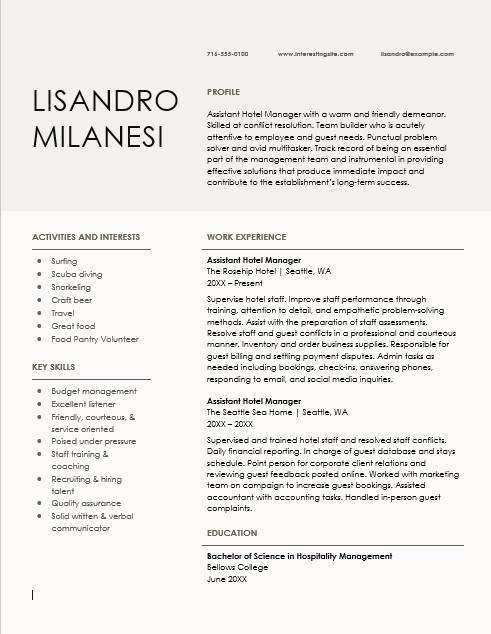 716-555-0100 www.interestingsite.com lisandro@example.com
LISANDRO
MILANESI
PROFILE
Assistant Hotel Manager with a warm and friendly demeanor.
Skilled at conflict resolution. Team builder who is acutely
attentive to employee and guest needs. Punctual problem
solver and avid multitasker. Track record of being an essential
part of the management team and instrumental in providing
effective solutions that produce immediate impact and
contribute to the establishment's long-term success.
ACTIVITIES AND INTERESTS
Surfing
Scuba diving
Snorkeling
Craft beer
Travel
Great food
Food Pantry Volunteer
KEY SKILLS
Budget management
Excellent listener
Friendly, courteous, &
service oriented
Poised under pressure
Staff training &
coaching
Recruiting & hiring
talent
Quality assurance
Solid written & verbal
communicator
WORK EXPERIENCE
Assistant Hotel Manager
The Rosehip Hotel | Seattle, WA
20XX – Present
Supervise hotel staff. Improve staff performance through
training, attention to detail, and empathetic problem-solving
methods. Assist with the preparation of staff assessments.
Resolve staff and guest conflicts in a professional and courteous
manner. Inventory and order business supplies. Responsible for
guest billing and settling payment disputes. Admin tasks as
needed including bookings, check-ins, answering phones,
responding to email, and social media inquiries.
Assistant Hotel Manager
The Seattle Sea Home | Seattle, WA
20XX – 20XX
Supervised and trained hotel staff and resolved staff conflicts.
Daily financial reporting. In charge of guest database and stays
schedule. Point person for corporate client relations and
reviewing guest feedback posted online. Worked with marketing
team on campaign to increase guest bookings. Assisted
accountant with accounting tasks. Handled in-person guest
complaints.
EDUCATION
Bachelor of Science in Hospitality Management
Bellows College
June 20XX